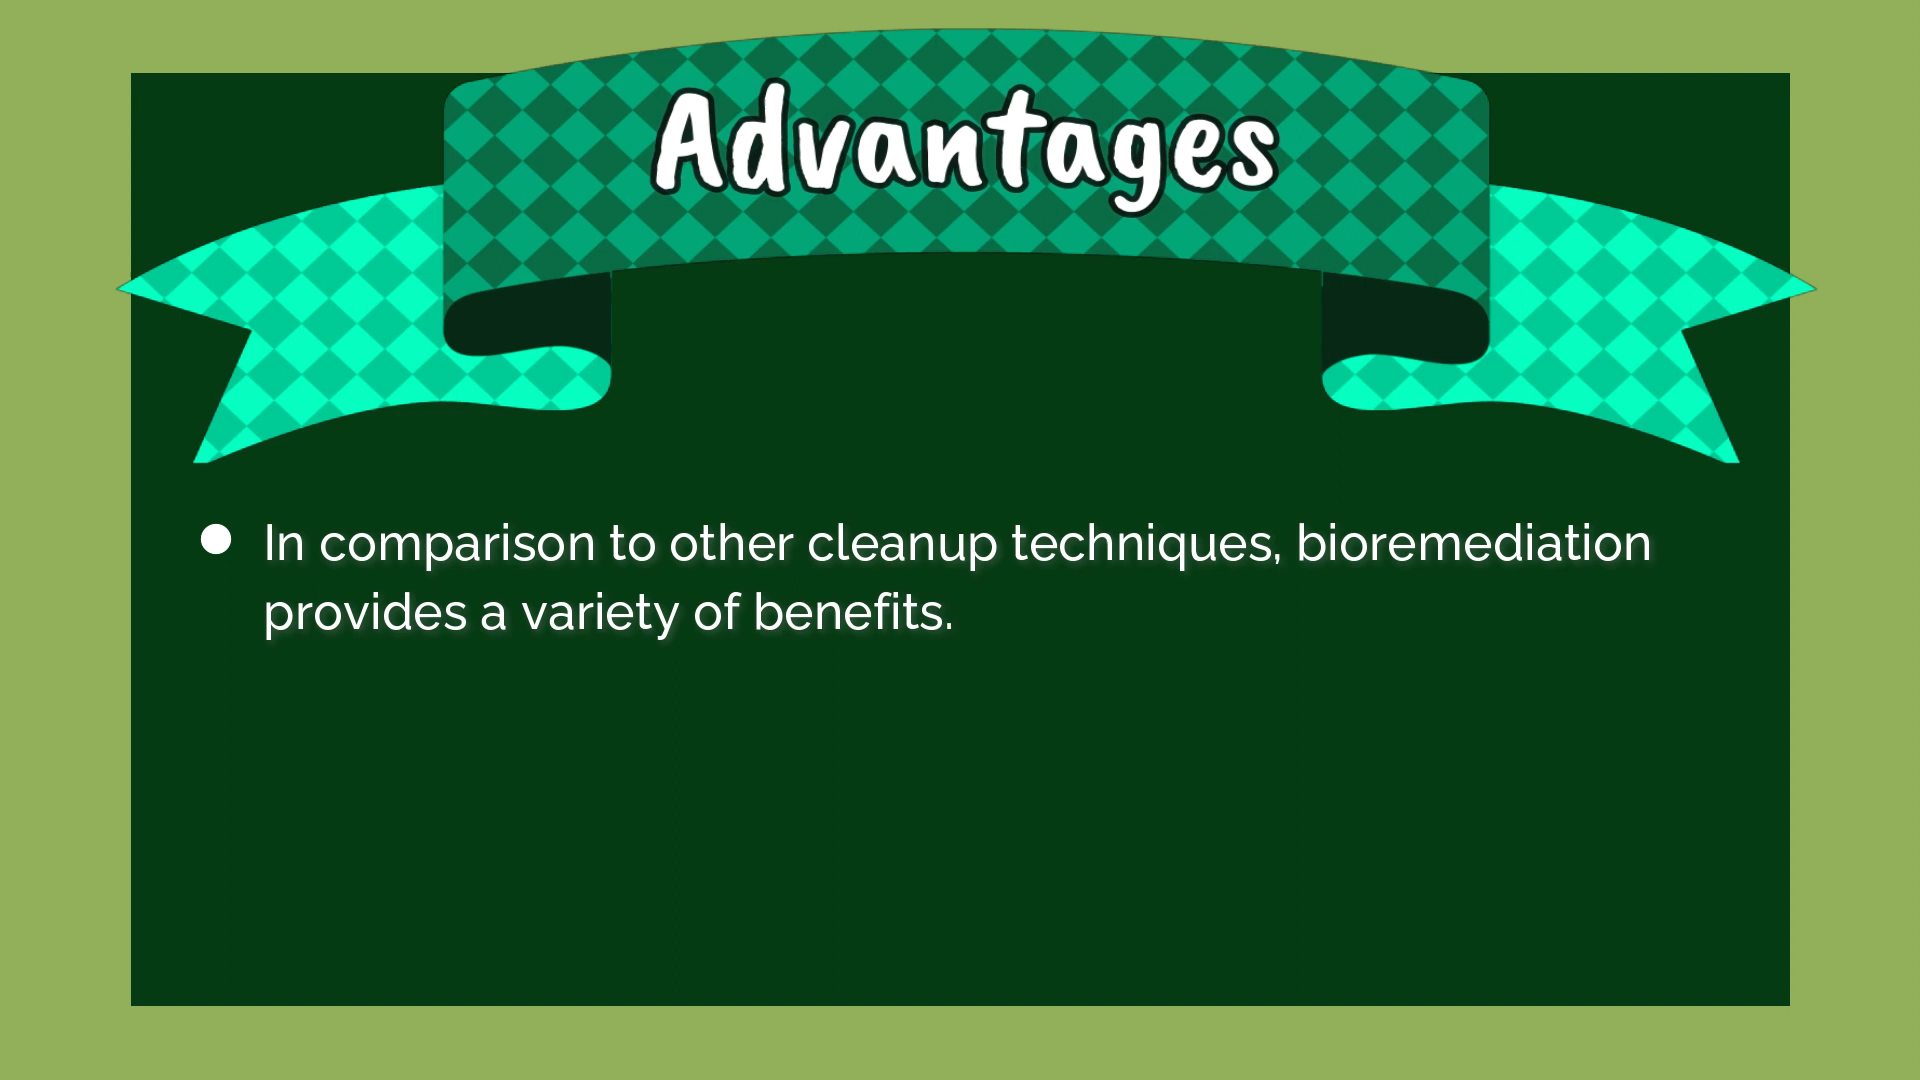 Advantages
In comparison to other cleanup techniques, bioremediation
provides a variety of benefits.